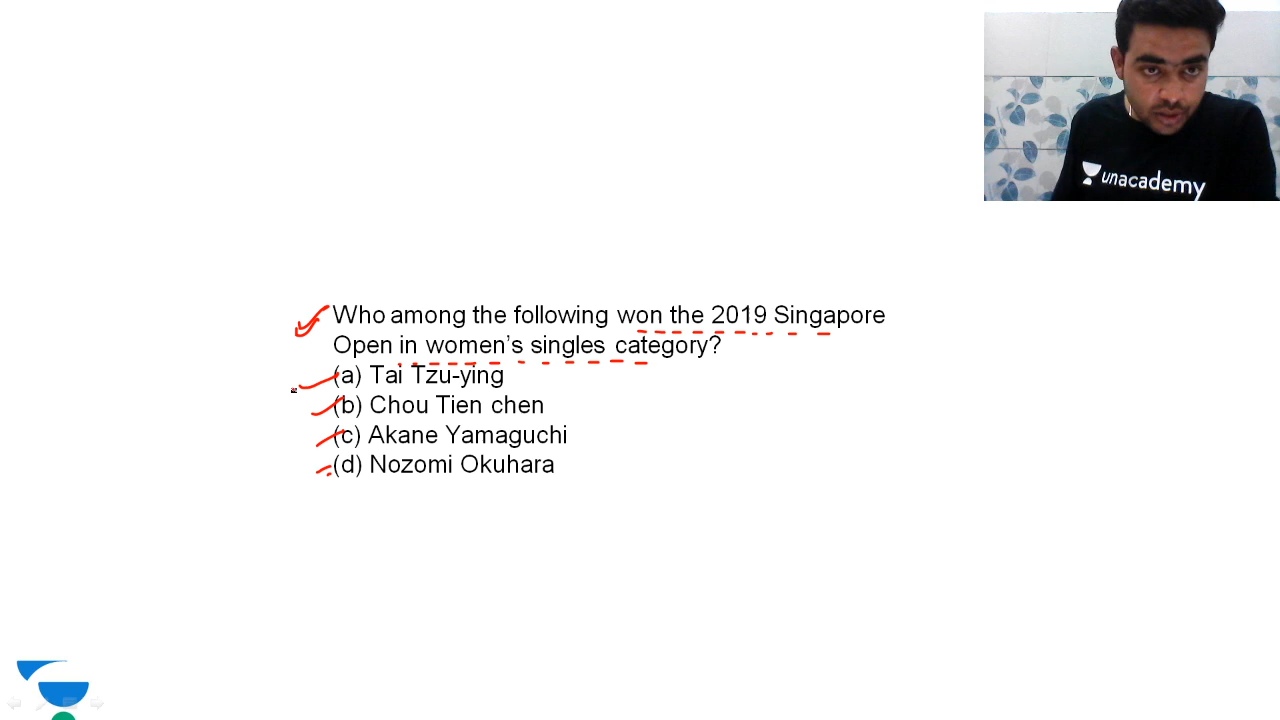 unacademy
Who among the following won the 2019 Singapore
Open in women's singles category?
(a) Tai Tzu-ying
(b) Chou Tien chen
(c) Akane Yamaguchi
(d) Nozomi Okuhara